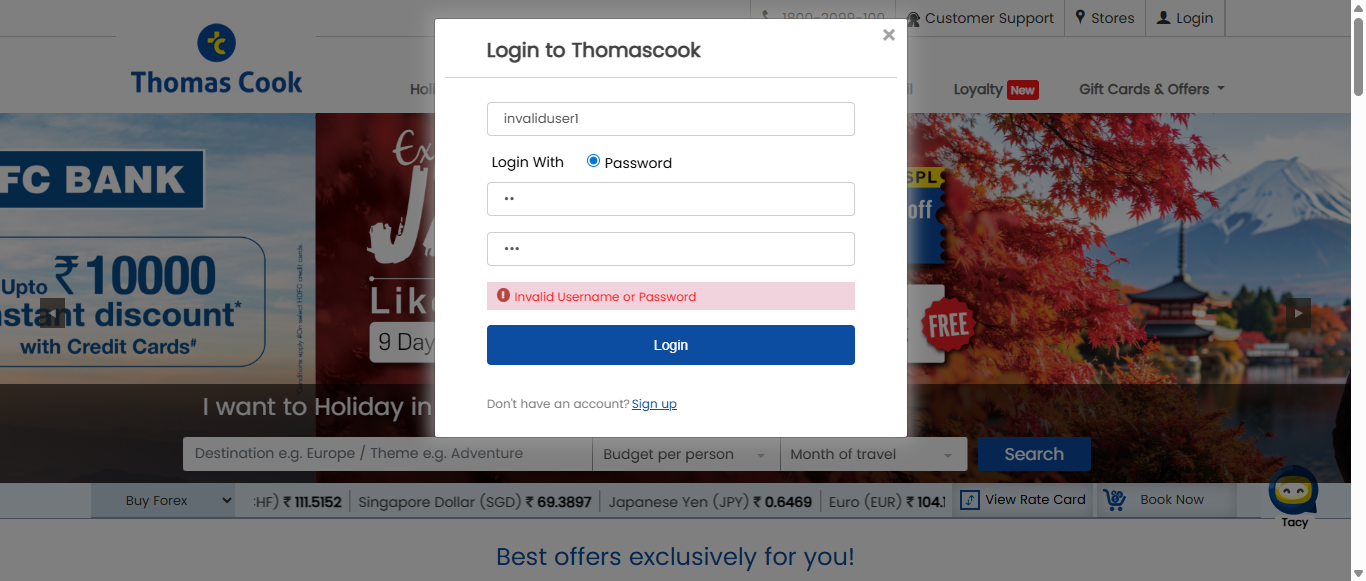 1800-2099-100
Customer Support
Stores
Login
Thomas Cook
Loyalty New
Gift Cards & Offers
Login to Thomascook
invaliduser1
Login With
Password
••
•••
Invalid Username or Password
Login
Don't have an account? Sign up
FC BANK
Upto ₹10000
stant discount*
with Credit Cards#
9 Day
SPL
off
FREE
I want to Holiday in
Destination e.g. Europe / Theme e.g. Adventure
Budget per person
Month of travel
Search
Buy Forex
CHF) ₹ 111.5152
Singapore Dollar (SGD) ₹ 69.3897
Japanese Yen (JPY) ₹ 0.6469
Euro (EUR) ₹ 104.1
View Rate Card
Book Now
Tacy
Best offers exclusively for you!